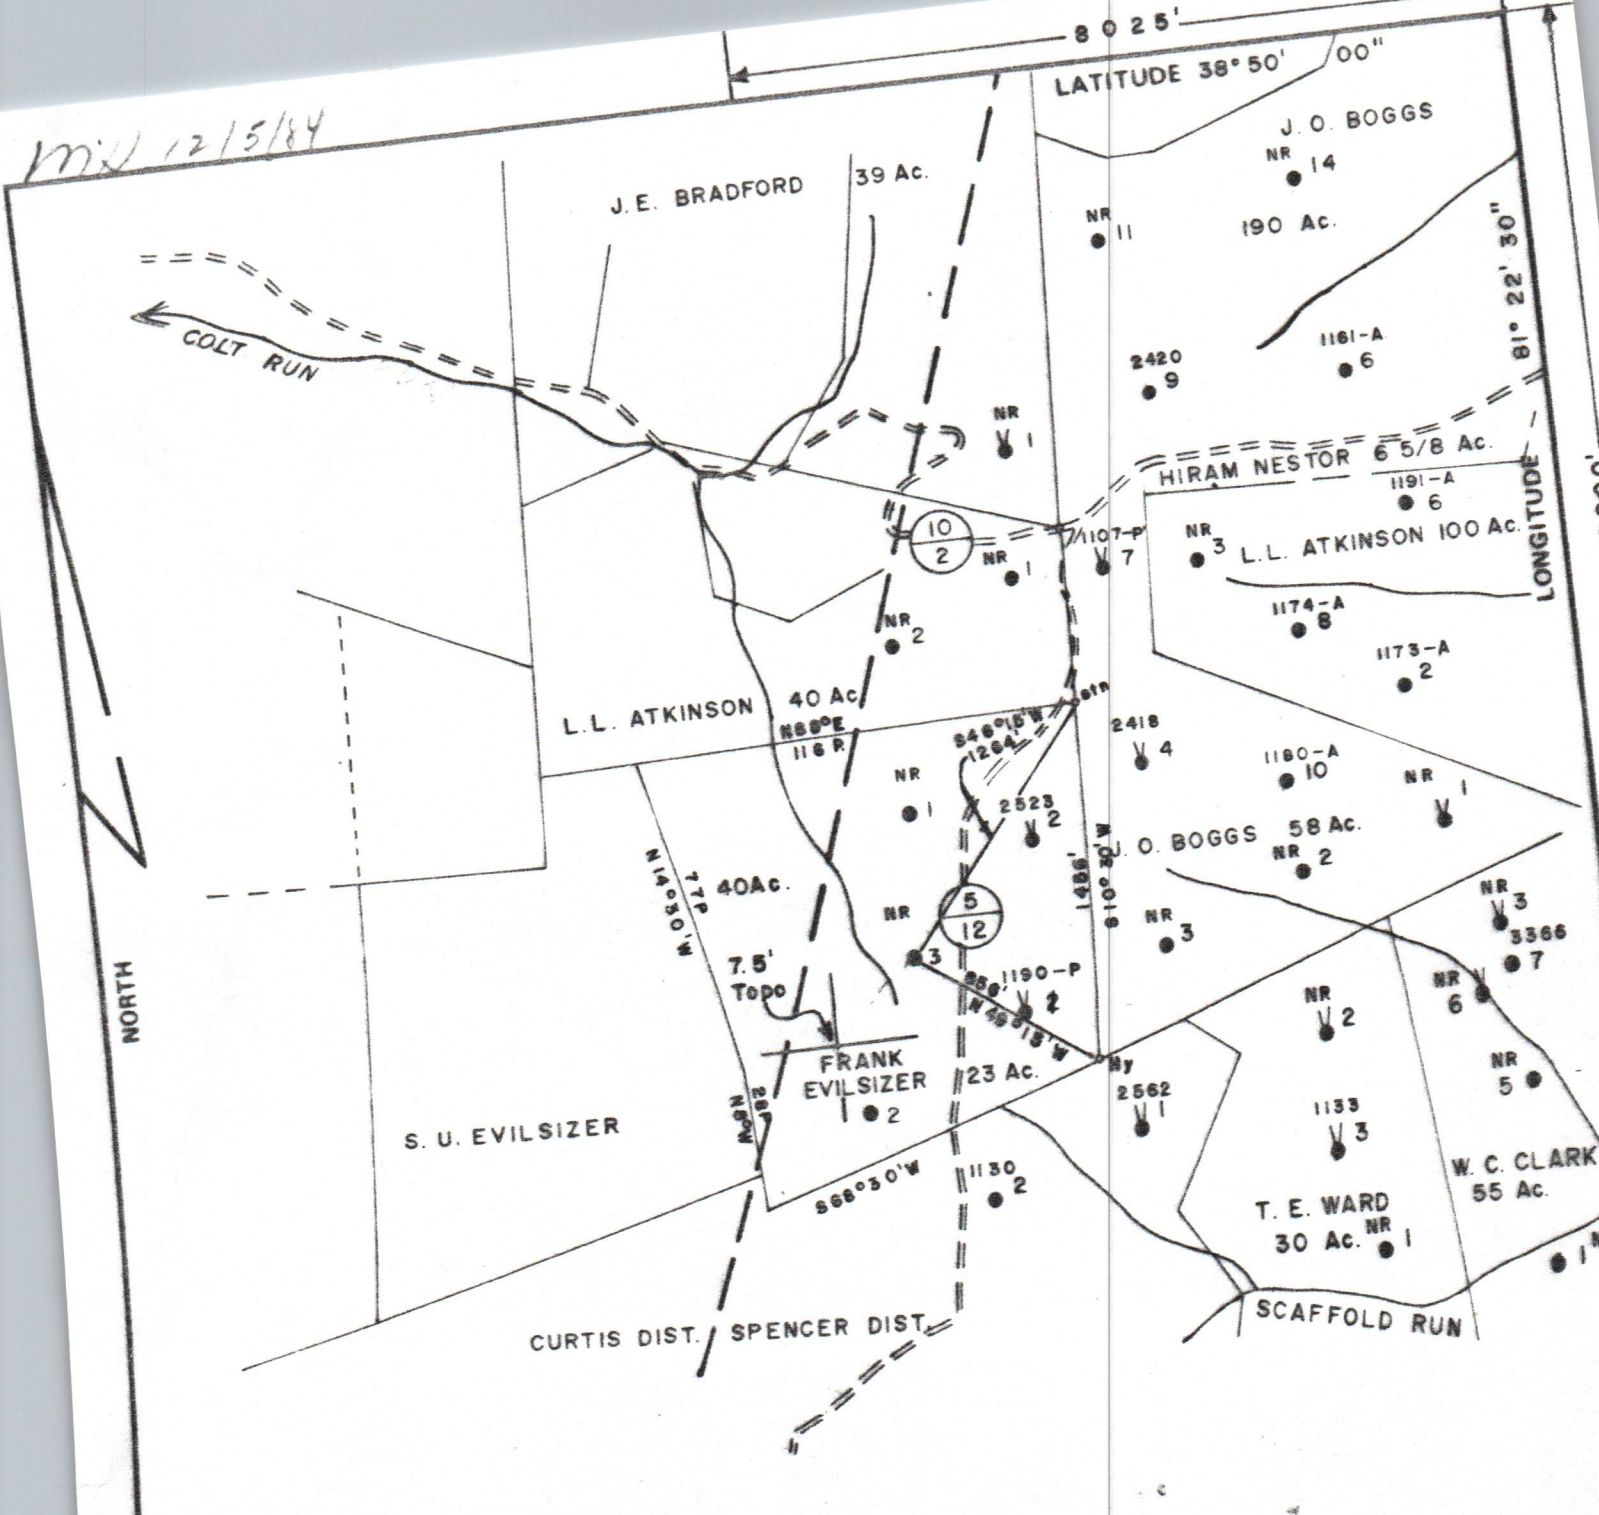 8025'
LATITUDE 38° 50' 00"
12/5/84
J. O. BOGGS
NR
14
J. E. BRADFORD
39 Ac.
NR
11
190 Ac.
81° 22' 30"
COLT RUN
1161-A
6
2420
9
NR
1
HIRAM NESTOR 6 5/8 Ac.
1191-A
6
10
2
NR
1
1107-P
7
NR
3
L.L. ATKINSON 100 Ac.
LONGITUDE
NR
2
1174-A
8
1173-A
2
L.L. ATKINSON 40 Ac.
116 P.
Stn
S46°15'W
1264'
2418
4
NR
1
1180-A
10
NR
1
2523
2
J. O. BOGGS 58 Ac.
NR
2
N14°30'W
77P
40Ac.
1486'
S10°30'W
NR
3
5
12
NR
3
NR
3
3366
7
7.5'
Topo
1190-P
NR
6
NORTH
NR
2
FRANK
EVILSIZER
1
2
23 Ac.
Hy
NR
5
28P
2562
1
1133
3
S. U. EVILSIZER
W. C. CLARK
55 Ac.
S68°30'W
1130
2
T. E. WARD
30 Ac.
NR
1
1
CURTIS DIST.
SPENCER DIST.
SCAFFOLD RUN